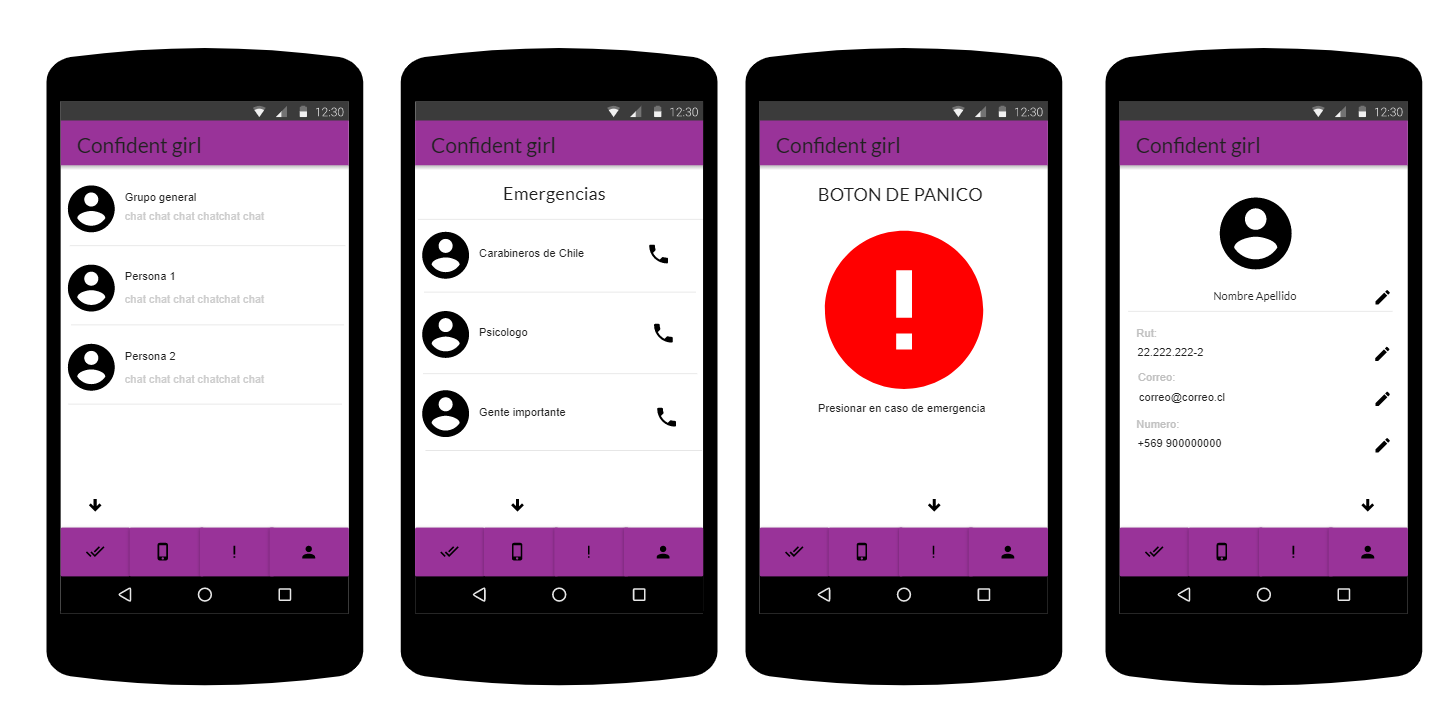 12:30
Confident girl
Grupo general
chat chat chat chatchat chat
Persona 1
chat chat chat chatchat chat
Persona 2
chat chat chat chatchat chat
12:30
Confident girl
Emergencias
Carabineros de Chile
Psicologo
Gente importante
12:30
Confident girl
BOTON DE PANICO
!
Presionar en caso de emergencia
12:30
Confident girl
Nombre Apellido
Rut:
22.222.222-2
Correo:
correo@correo.cl
Numero:
+569 900000000